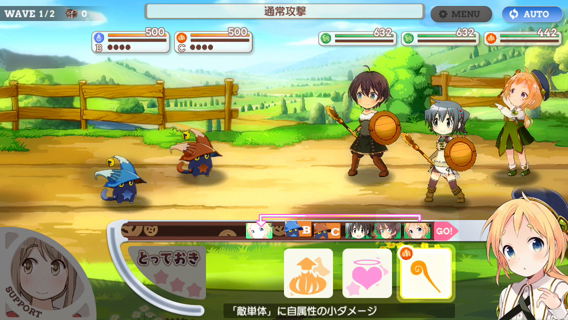 WAVE 1/2 0
通常攻撃
MENU
AUTO
500
B
500
C
632
632
442
B
C
GO!
とっておき
SUPPORT
「敵単体」に自属性の小ダメージ